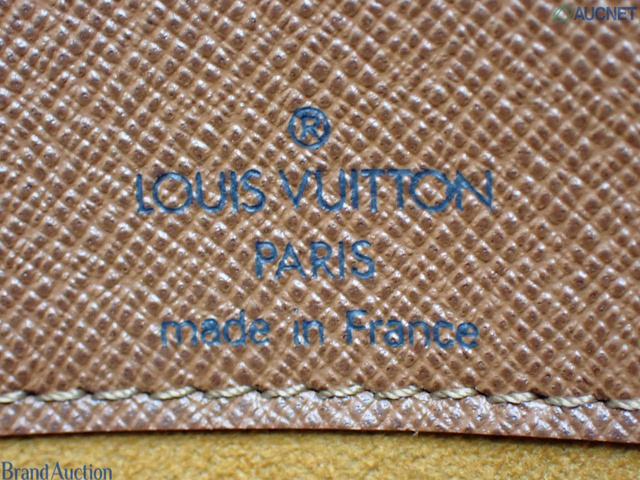 AUCNET
®
LOUIS VUITTON
PARIS
made in France
Brand Auction